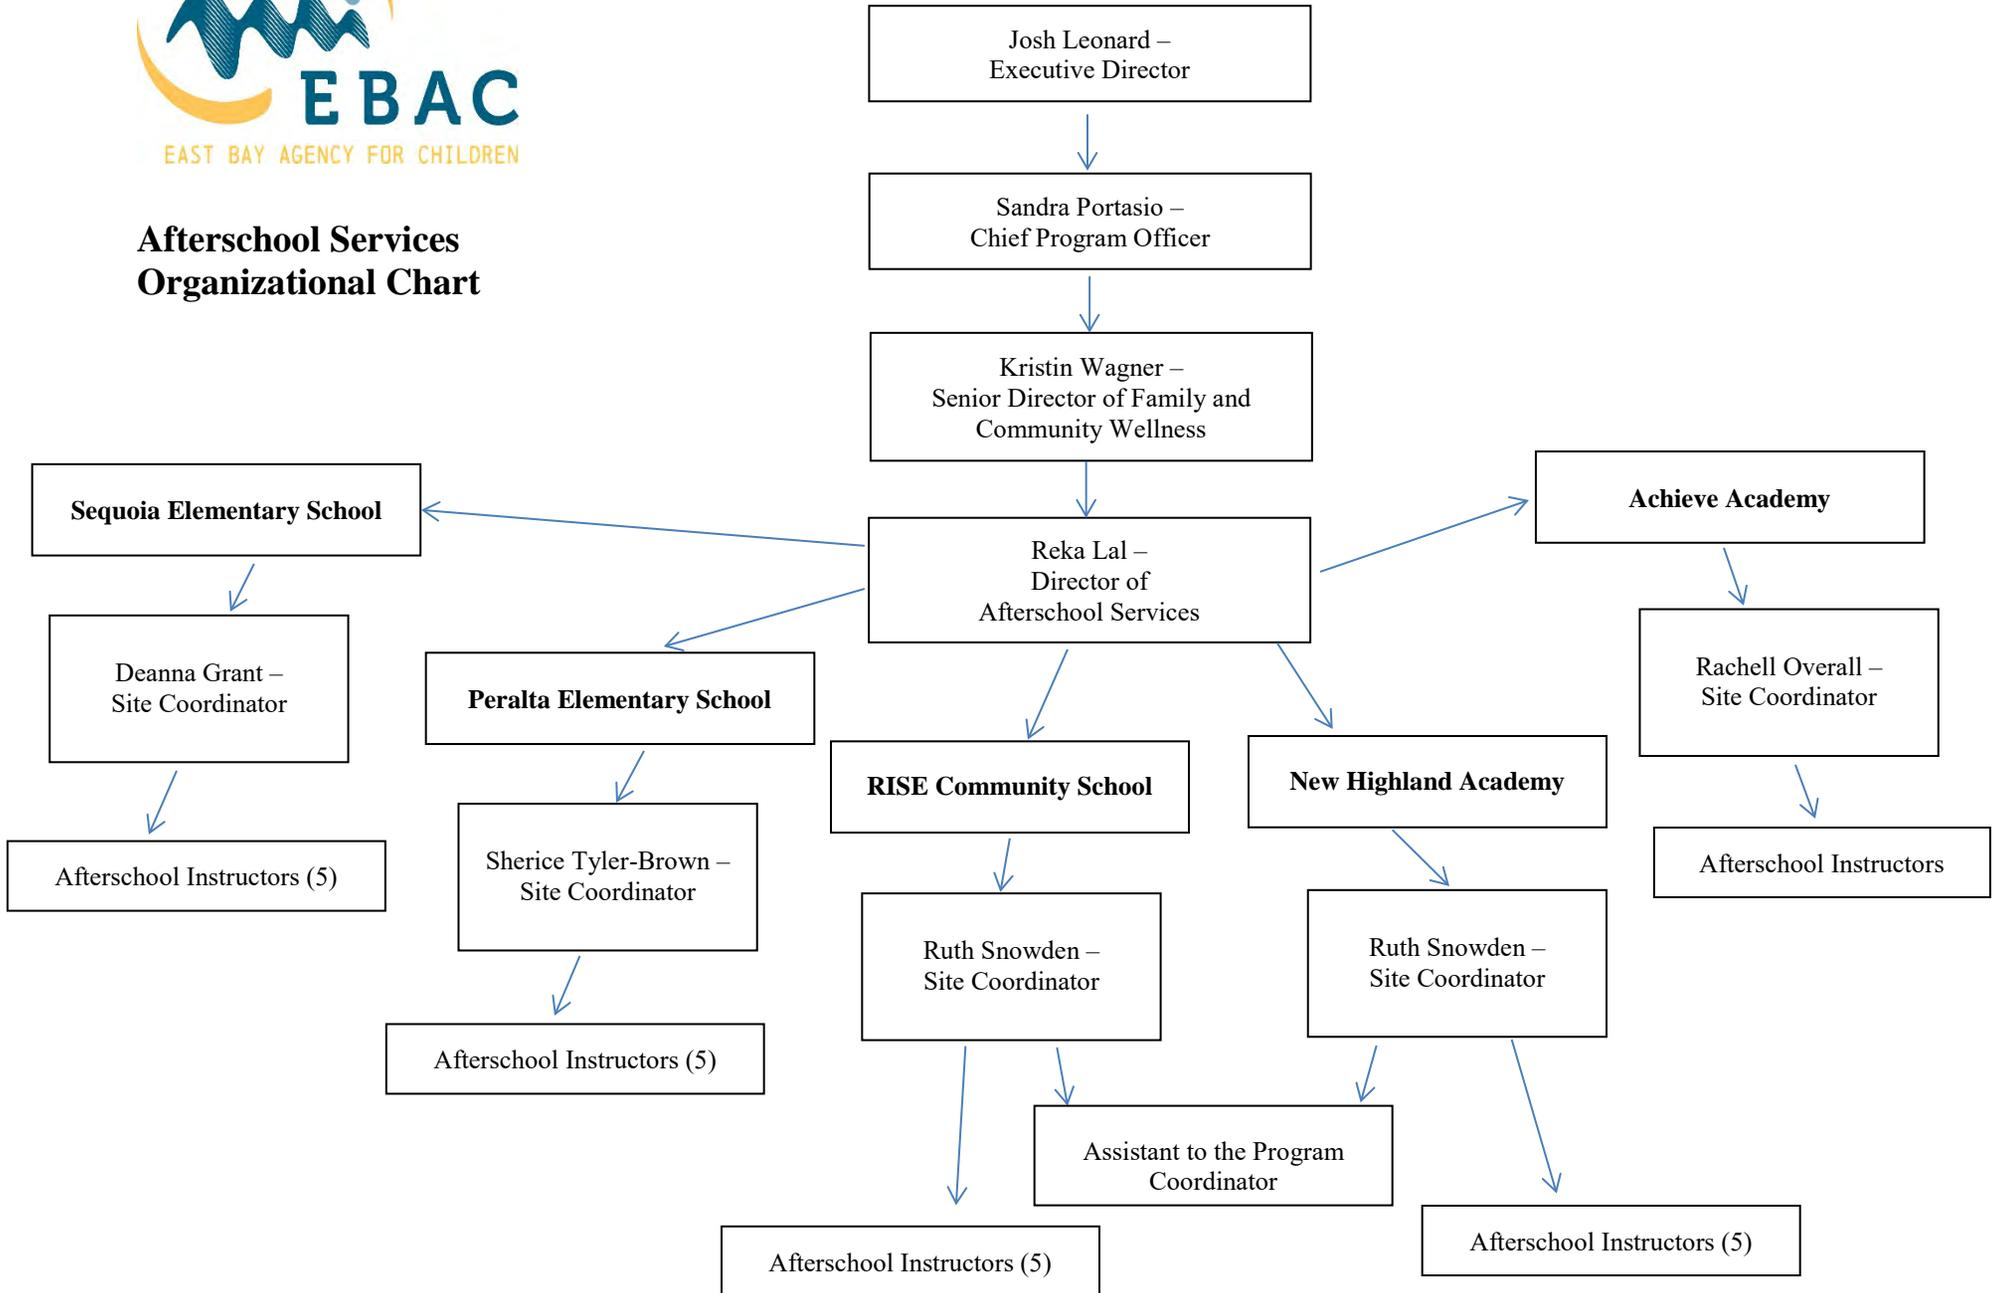 EBAC
EAST BAY AGENCY FOR CHILDREN
Afterschool Services
Organizational Chart
Josh Leonard –
Executive Director
Sandra Portasio –
Chief Program Officer
Kristin Wagner –
Senior Director of Family and
Community Wellness
Reka Lal –
Director of
Afterschool Services
Sequoia Elementary School
Deanna Grant –
Site Coordinator
Afterschool Instructors (5)
Peralta Elementary School
Sherice Tyler-Brown –
Site Coordinator
Afterschool Instructors (5)
RISE Community School
Ruth Snowden –
Site Coordinator
Afterschool Instructors (5)
Assistant to the Program
Coordinator
New Highland Academy
Ruth Snowden –
Site Coordinator
Afterschool Instructors (5)
Achieve Academy
Rachell Overall –
Site Coordinator
Afterschool Instructors